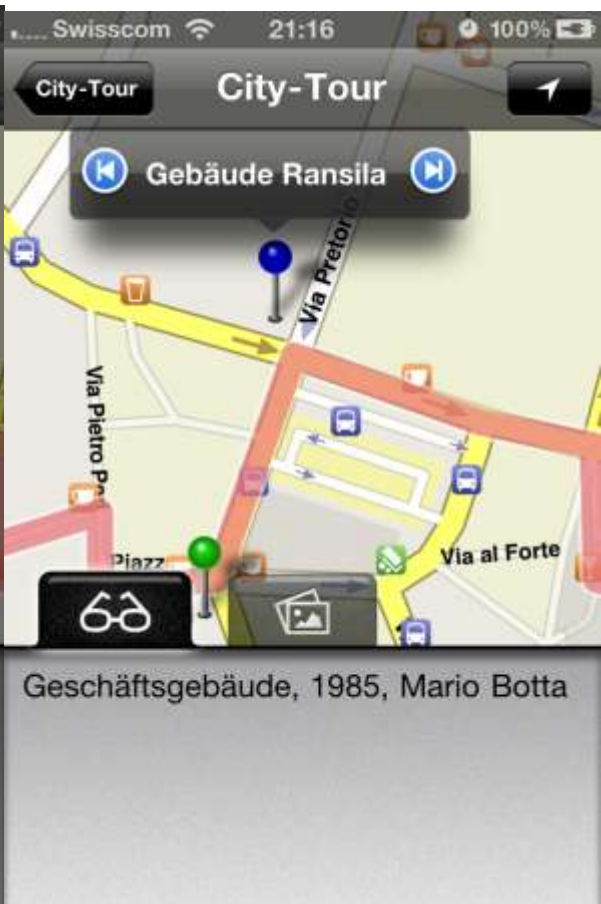 Swisscom 21:16 100%
City-Tour City-Tour
Gebäude Ransila
Via Pretorio
Via Pietro
Piazz
Via al Forte
Geschäftsgebäude, 1985, Mario Botta